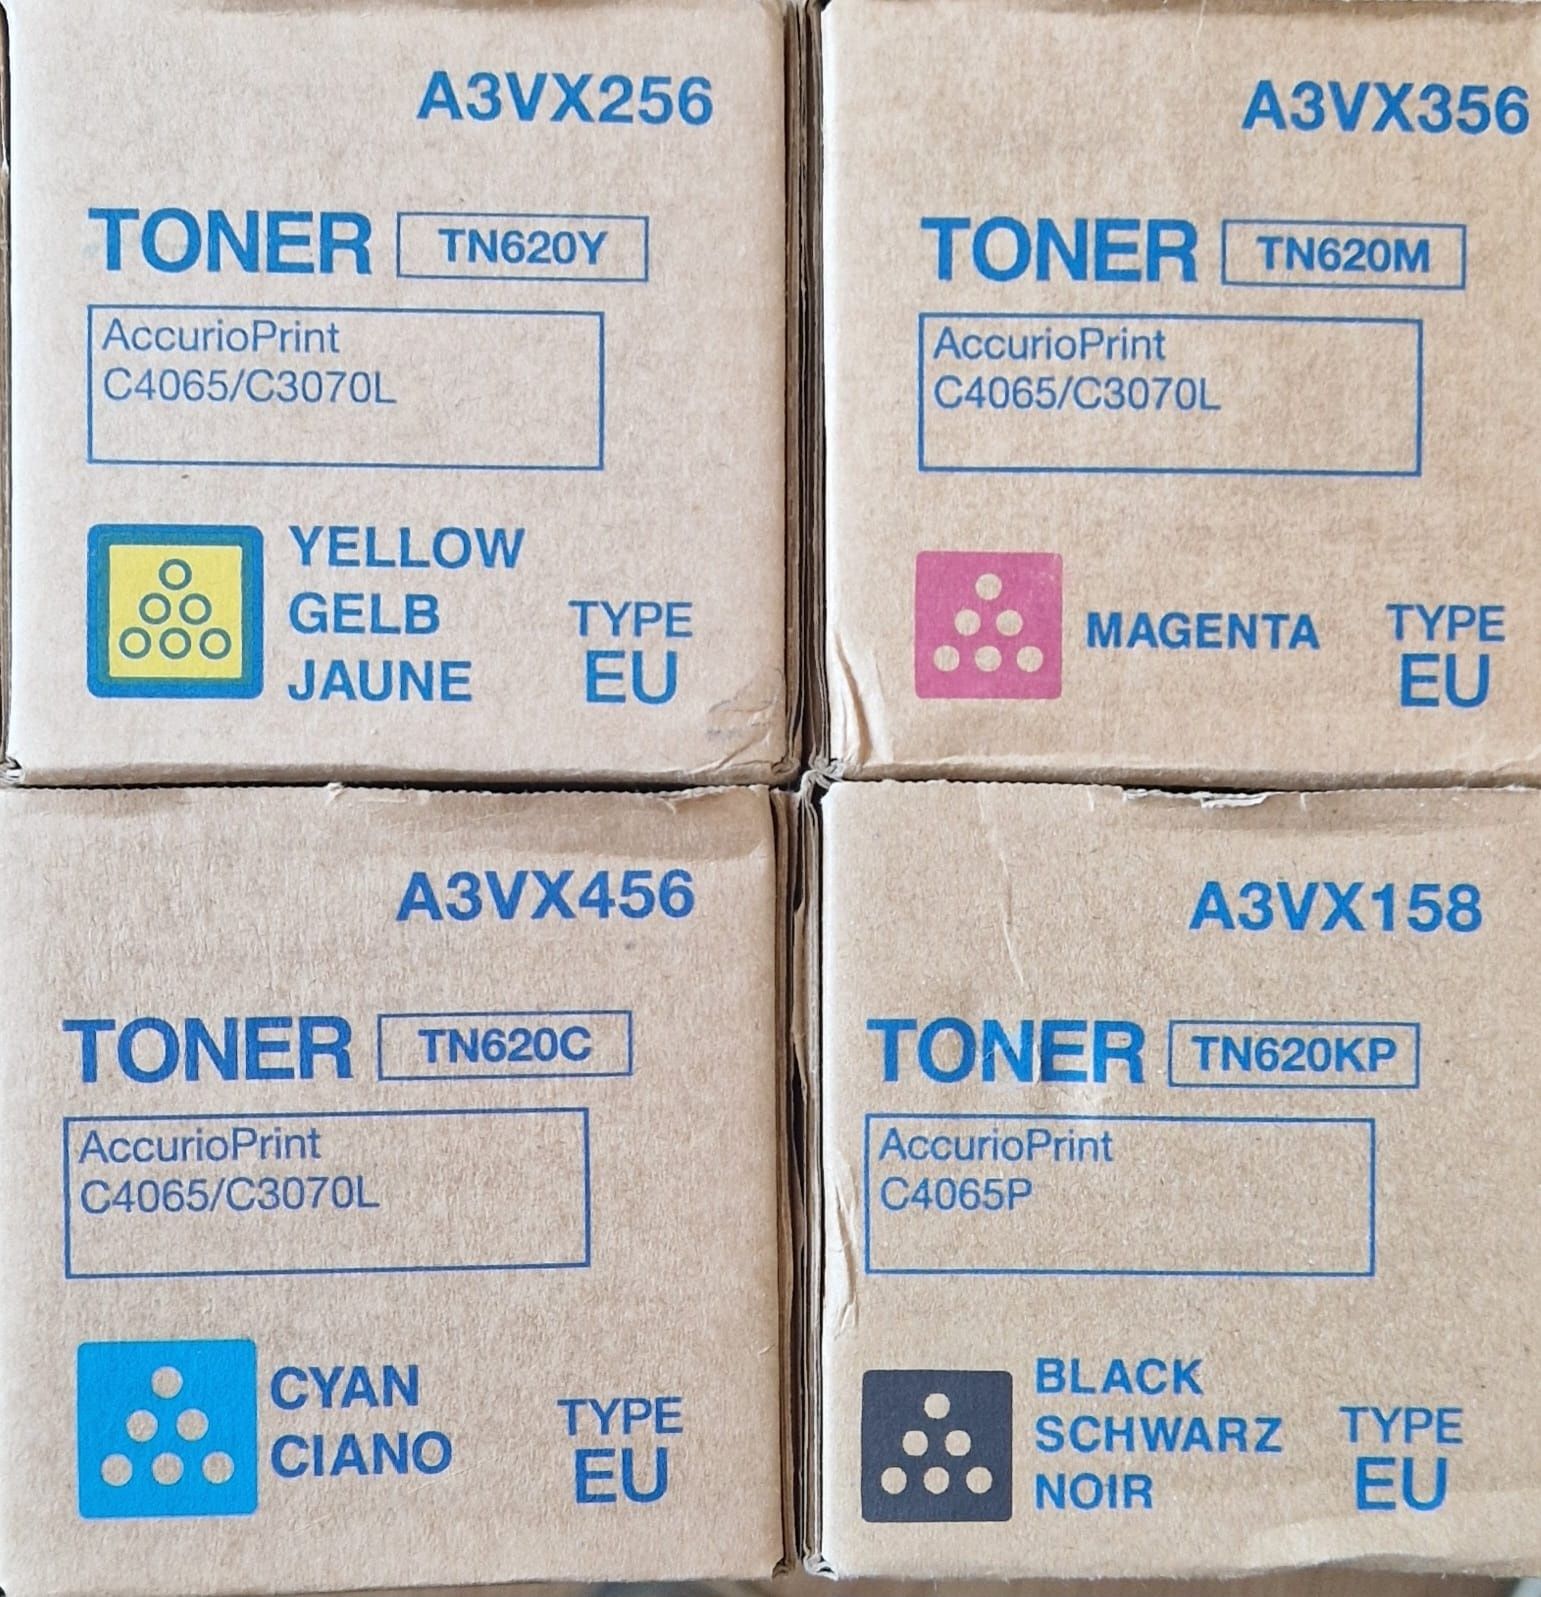 A3VX256
TONER TN620Y
AccurioPrint
C4065/C3070L
YELLOW
GELB
JAUNE
TYPE
EU
A3VX356
TONER TN620M
AccurioPrint
C4065/C3070L
MAGENTA
TYPE
EU
A3VX456
TONER TN620C
AccurioPrint
C4065/C3070L
CYAN
CIANO
TYPE
EU
A3VX158
TONER TN620KP
AccurioPrint
C4065P
BLACK
SCHWARZ
NOIR
TYPE
EU